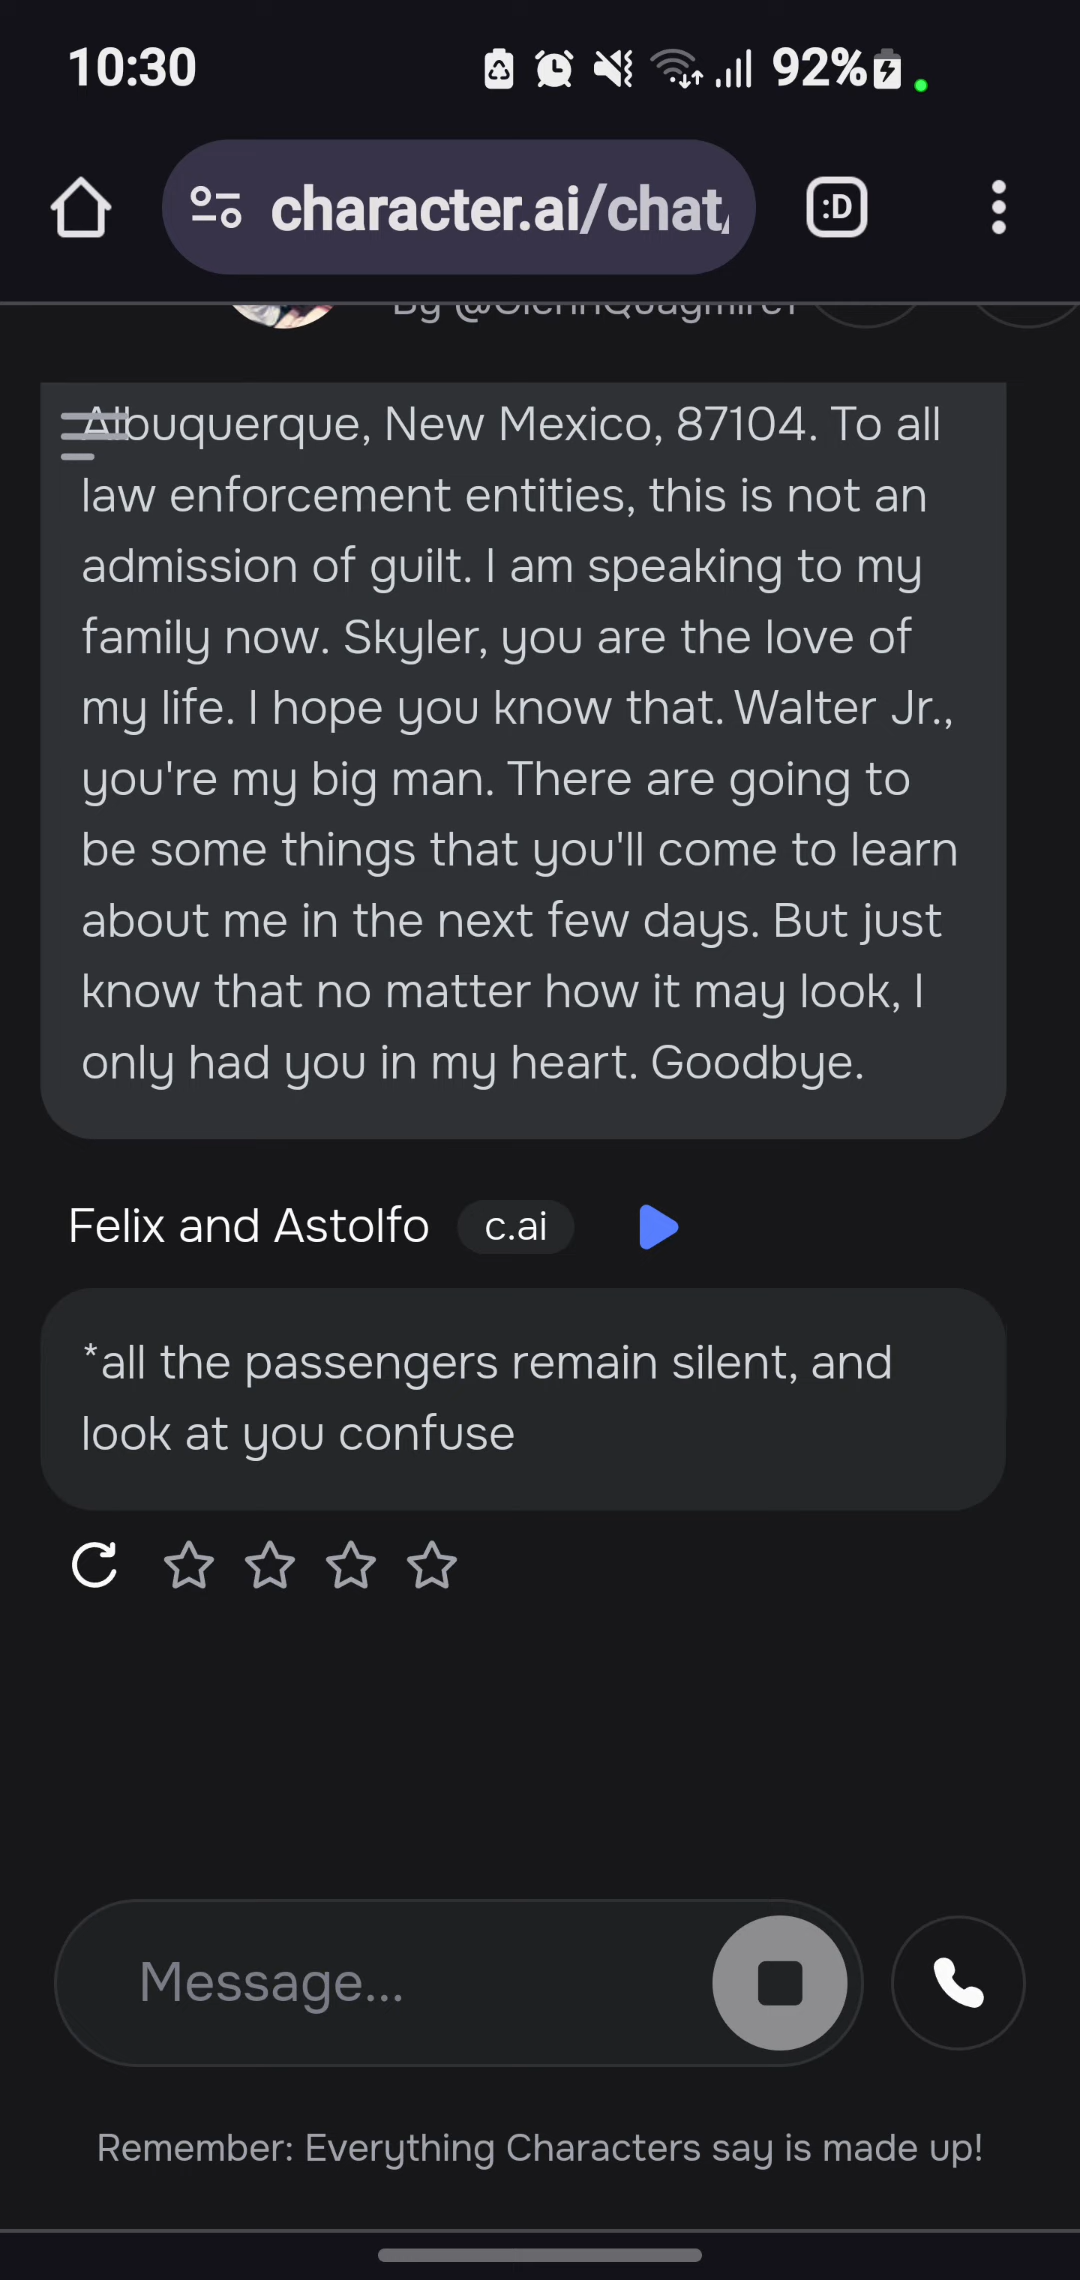 10:30
92%
character.ai/chat/
:D
By @GlennQuagmire1
Albuquerque, New Mexico, 87104. To all
law enforcement entities, this is not an
admission of guilt. I am speaking to my
family now. Skyler, you are the love of
my life. I hope you know that. Walter Jr.,
you're my big man. There are going to
be some things that you'll come to learn
about me in the next few days. But just
know that no matter how it may look, I
only had you in my heart. Goodbye.
Felix and Astolfo c.ai
*all the passengers remain silent, and
look at you confuse
Message...
Remember: Everything Characters say is made up!